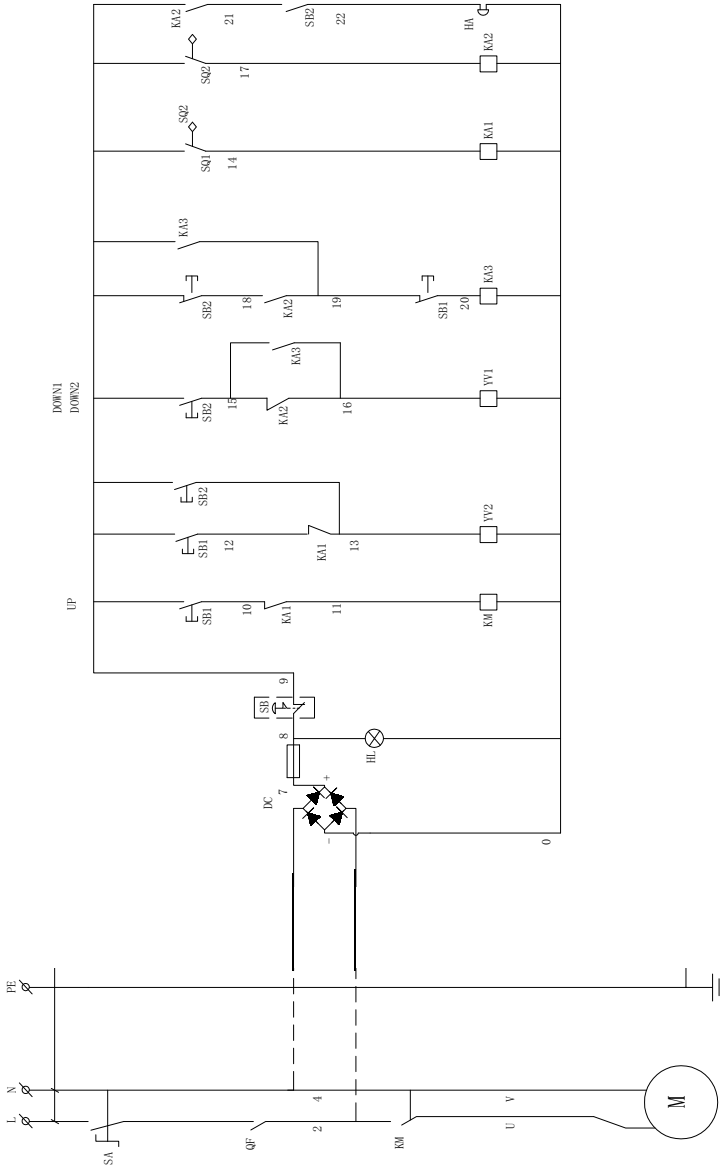 L
N
PE
SA
QF
2
4
KM
U
V
M
DC
7
+
-
0
8
HL
SB
9
UP
SB1
10
KA1
11
KM
SB1
12
KA1
13
YV2
SB2
DOWN1
DOWN2
SB2
15
KA2
KA3
16
YV1
SB2
18
KA2
19
SB1
20
KA3
KA3
SQ2
SQ1
14
KA1
SQ2
17
KA2
KA2
21
SB2
22
HA